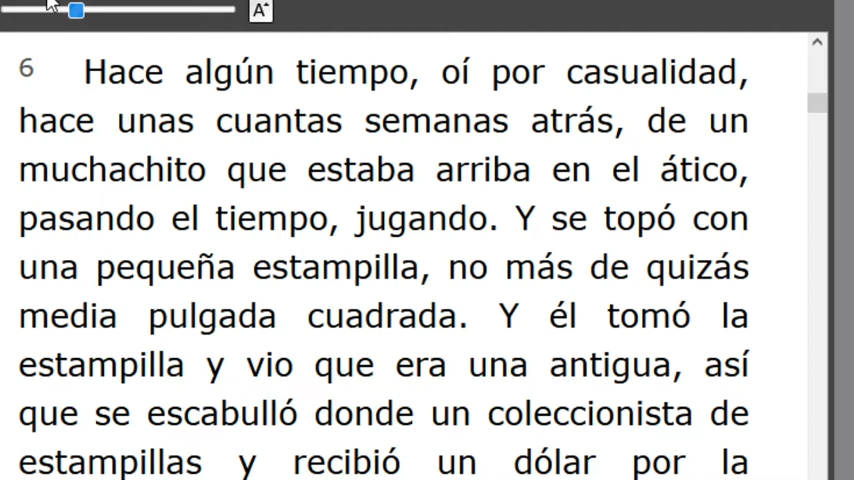 A
6 Hace algún tiempo, oí por casualidad,
hace unas cuantas semanas atrás, de un
muchachito que estaba arriba en el ático,
pasando el tiempo, jugando. Y se topó con
una pequeña estampilla, no más de quizás
media pulgada cuadrada. Y él tomó la
estampilla y vio que era una antigua, así
que se escabulló donde un coleccionista de
estampillas y recibió un dólar por la